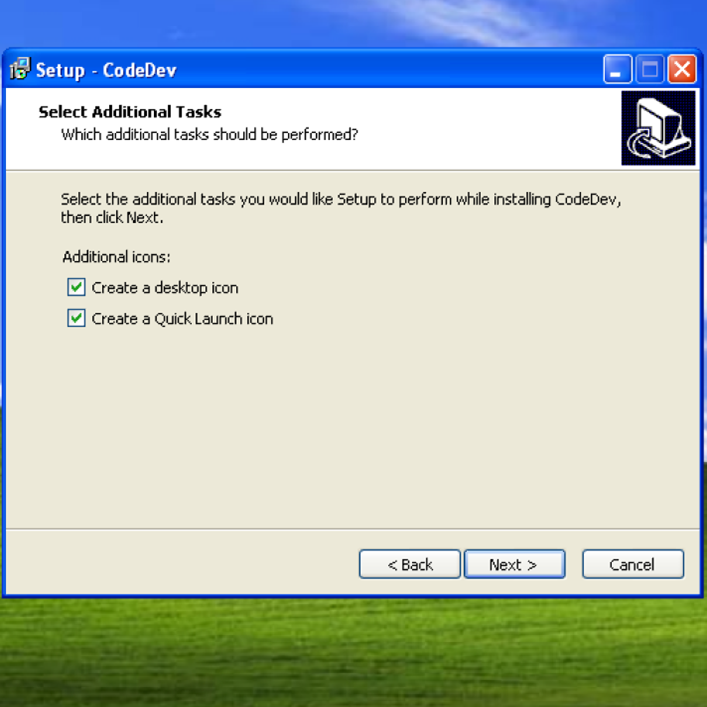 Setup - CodeDev
Select Additional Tasks
Which additional tasks should be performed?
Select the additional tasks you would like Setup to perform while installing CodeDev,
then click Next.
Additional icons:
Create a desktop icon
Create a Quick Launch icon
< Back
Next >
Cancel